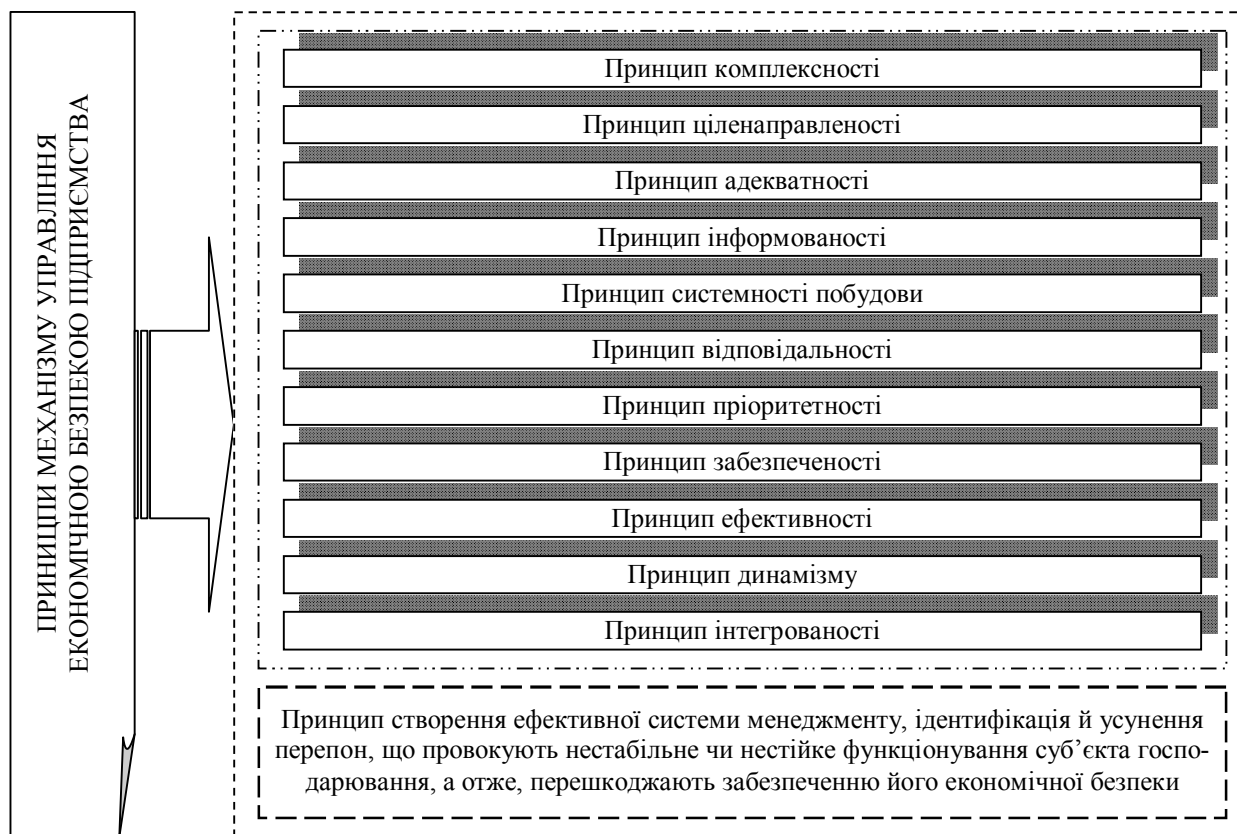 ПРИНИЦПИ МЕХАНІЗМУ УПРАВЛІННЯ
ЕКОНОМІЧНОЮ БЕЗПЕКОЮ ПІДПРИЄМСТВА
Принцип комплексності
Принцип ціленаправленості
Принцип адекватності
Принцип інформованості
Принцип системності побудови
Принцип відповідальності
Принцип пріоритетності
Принцип забезпеченості
Принцип ефективності
Принцип динамізму
Принцип інтегрованості
Принцип створення ефективної системи менеджменту, ідентифікація й усунення
перепон, що провокують нестабільне чи нестійке функціонування суб’єкта госпо-
дарювання, а отже, перешкоджають забезпеченню його економічної безпеки